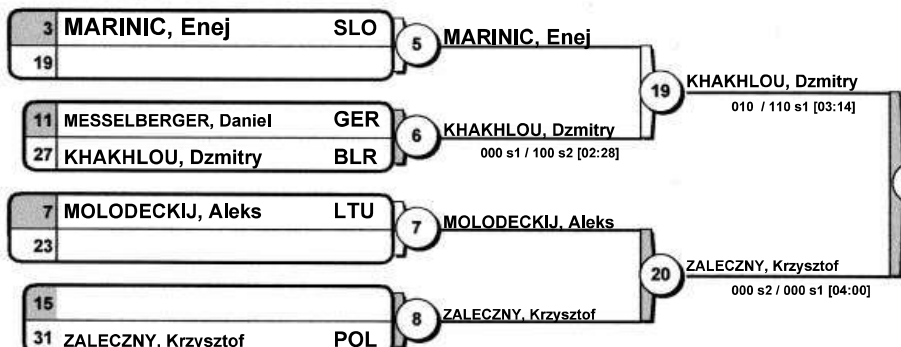 3 MARINIC, Enej SLO
19
5 MARINIC, Enej
11 MESSELBERGER, Daniel GER
27 KHAKHLOU, Dzmitry BLR
6 KHAKHLOU, Dzmitry
000 s1 / 100 s2 [02:28]
19 KHAKHLOU, Dzmitry
010 / 110 s1 [03:14]
7 MOLODECKIJ, Aleks LTU
23
7 MOLODECKIJ, Aleks
15
31 ZALECZNY, Krzysztof POL
8 ZALECZNY, Krzysztof
20 ZALECZNY, Krzysztof
000 s2 / 000 s1 [04:00]